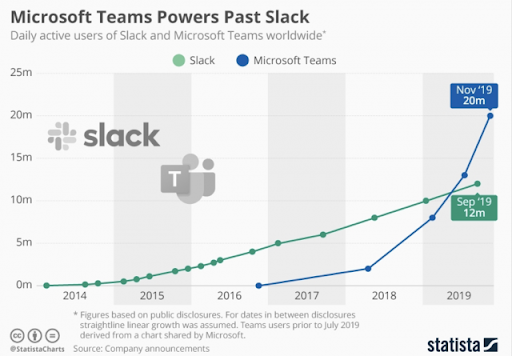 Microsoft Teams Powers Past Slack
Daily active users of Slack and Microsoft Teams worldwide*
Slack Microsoft Teams
25m
Nov '19
20m
20m
slack
15m
T
10m
Sep '19
12m
5m
0m
2014 2015 2016 2017 2018 2019
* Figures based on public disclosures. For dates in between disclosures
straightline linear growth was assumed. Teams users prior to July 2019
derived from a chart shared by Microsoft.
@StatistaCharts Source: Company announcements
statista